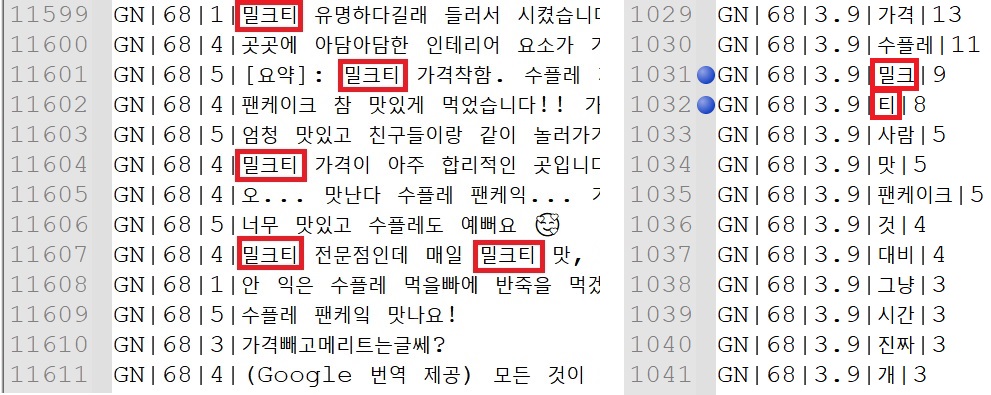 11599 GN|68|1|밀크티 유명하다길래 들러서 시켰습니다
11600 GN|68|4|곳곳에 아담아담한 인테리어 요소가
11601 GN|68|5|[요약]: 밀크티 가격착함. 수플레
11602 GN|68|4|팬케이크 참 맛있게 먹었습니다!! 가
11603 GN|68|5|엄청 맛있고 친구들이랑 같이 놀러가기
11604 GN|68|4|밀크티 가격이 아주 합리적인 곳입니다
11605 GN|68|4|오... 맛난다 수플레 팬케익...
11606 GN|68|5|너무 맛있고 수플레도 예뻐요 🥰
11607 GN|68|4|밀크티 전문점인데 매일 밀크티 맛,
11608 GN|68|1|안 익은 수플레 먹을빠에 반죽을 먹겠
11609 GN|68|5|수플레 팬케잌 맛나요!
11610 GN|68|3|가격빼고메리트는글쎄?
11611 GN|68|4|(Google 번역 제공) 모든 것이
1029 GN|68|3.9|가격|13
1030 GN|68|3.9|수플레|11
1031 GN|68|3.9|밀크|9
1032 GN|68|3.9|티|8
1033 GN|68|3.9|사람|5
1034 GN|68|3.9|맛|5
1035 GN|68|3.9|팬케이크|5
1036 GN|68|3.9|것|4
1037 GN|68|3.9|대비|4
1038 GN|68|3.9|그냥|3
1039 GN|68|3.9|시간|3
1040 GN|68|3.9|진짜|3
1041 GN|68|3.9|개|3